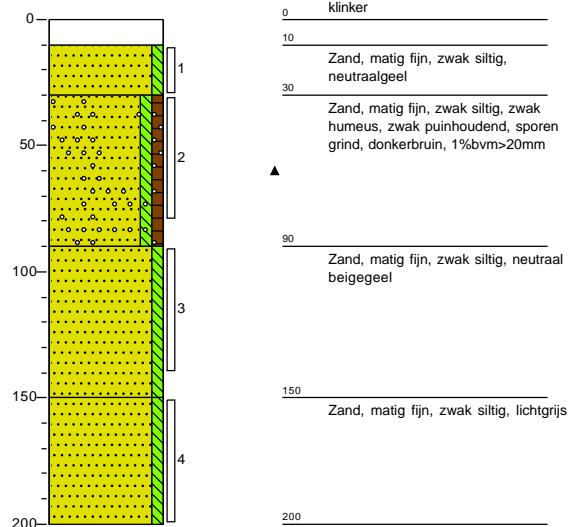 0
50
100
150
200
1
2
3
4
0
klinker
10
Zand, matig fijn, zwak siltig,
neutraalgeel
30
Zand, matig fijn, zwak siltig, zwak
humeus, zwak puinhoudend, sporen
grind, donkerbruin, 1%bvm>20mm
90
Zand, matig fijn, zwak siltig, neutraal
beigegeel
150
Zand, matig fijn, zwak siltig, lichtgrijs
200